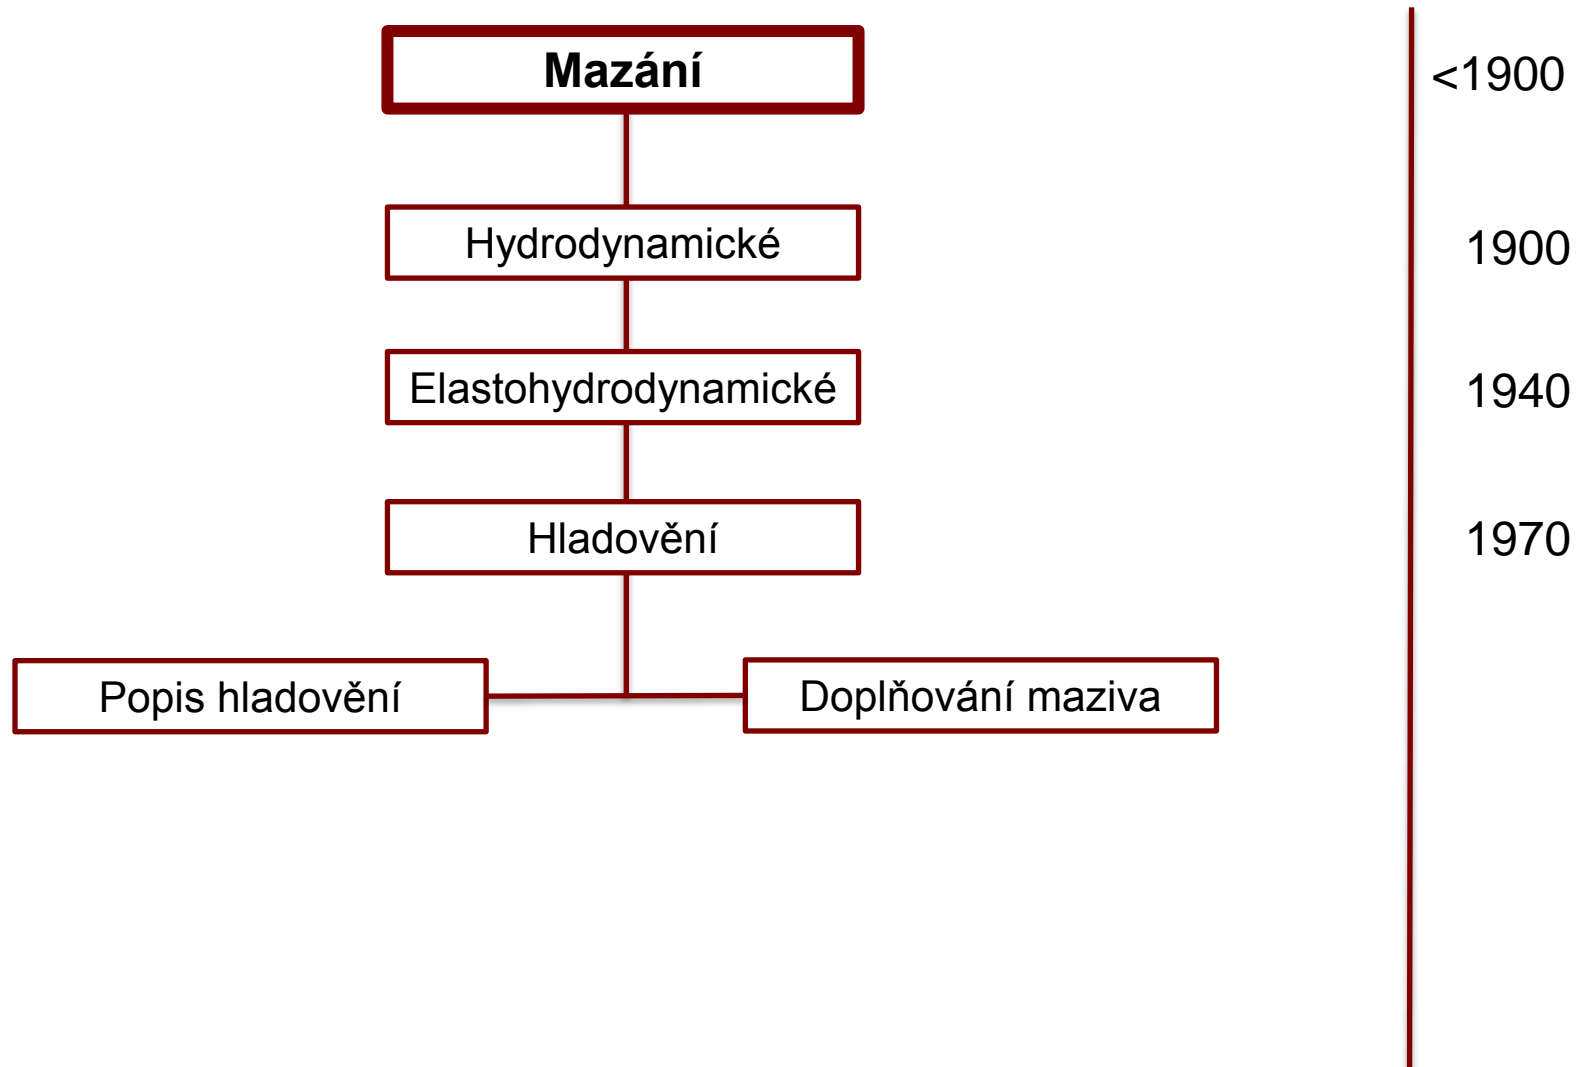 Mazání
<1900
Hydrodynamické
1900
Elastohydrodynamické
1940
Hladovění
1970
Popis hladovění
Doplňování maziva